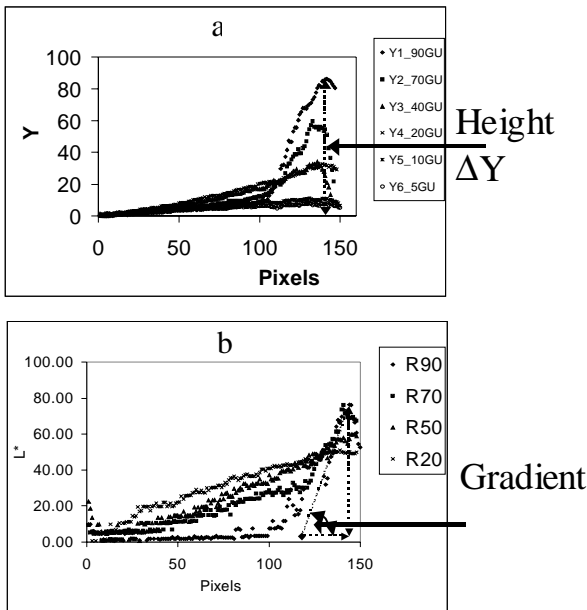 a
100
80
60
40
20
0
Y
0 50 100 150
Pixels
Y1_90GU
Y2_70GU
Y3_40GU
Y4_20GU
Y5_10GU
Y6_5GU
Height
ΔY
b
100.00
80.00
60.00
40.00
20.00
0.00
L*
0 50 100 150
Pixels
R90
R70
R50
R20
Gradient